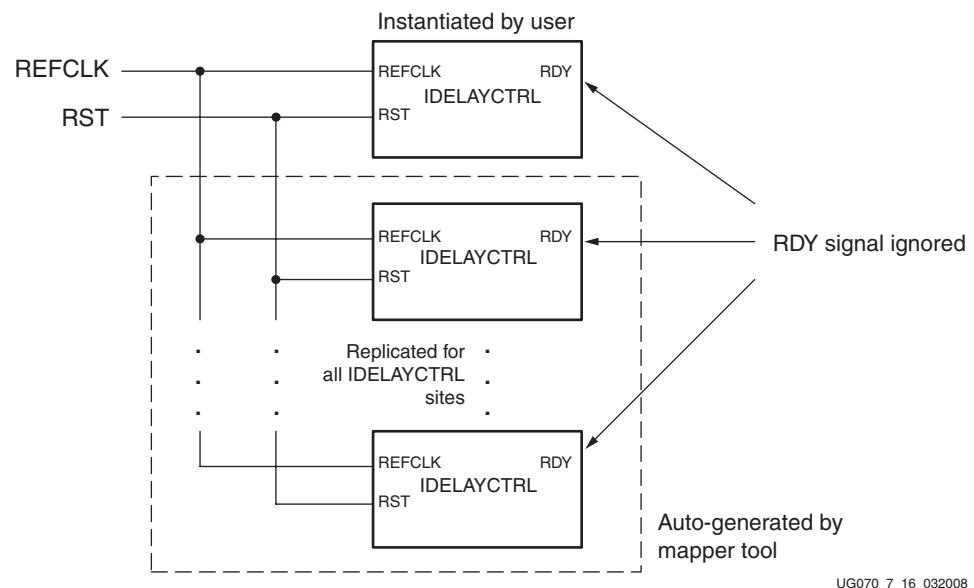 Instantiated by user
REFCLK
RST
REFCLK RDY
IDELAYCTRL
RST
REFCLK RDY
IDELAYCTRL
RST
RDY signal ignored
Replicated for
all IDELAYCTRL
sites
REFCLK RDY
IDELAYCTRL
RST
Auto-generated by
mapper tool
UG070_7_16_032008